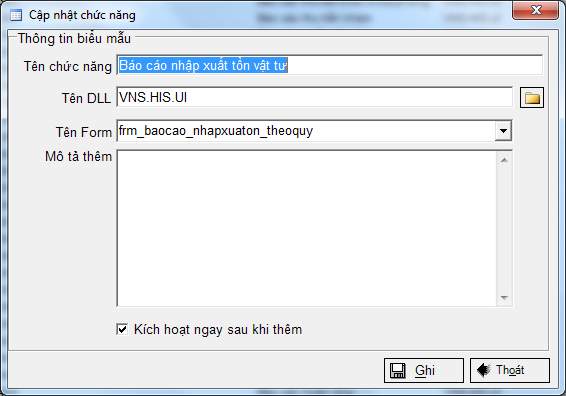 Cập nhật chức năng
Thông tin biểu mẫu
Tên chức năng Báo cáo nhập xuất tồn vật tư
Tên DLL VNS.HIS.UI
Tên Form frm_baocao_nhapxuaton_theoquy
Mô tả thêm
Kích hoạt ngay sau khi thêm
Ghi Thoát